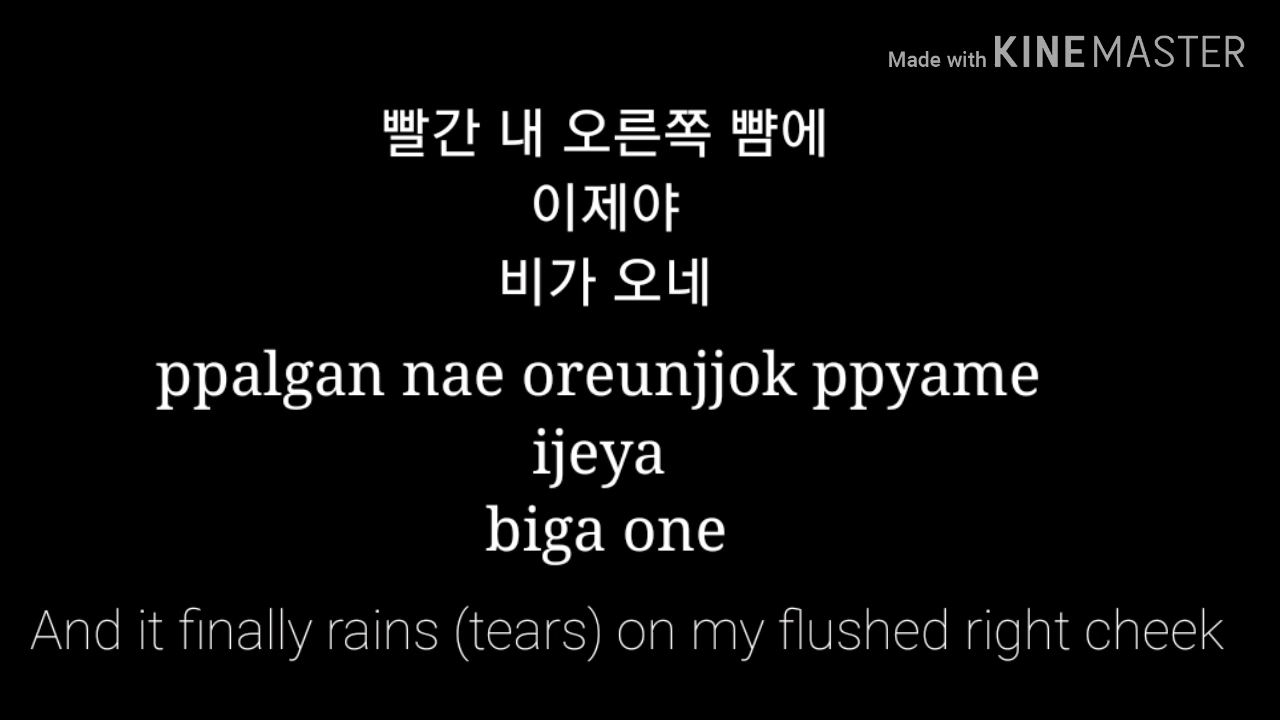 Made with KINEMASTER
빨간 내 오른쪽 뺨에
이제야
비가 오네
ppalgan nae oreunjjok ppyame
ijeya
biga one
And it finally rains (tears) on my flushed right cheek